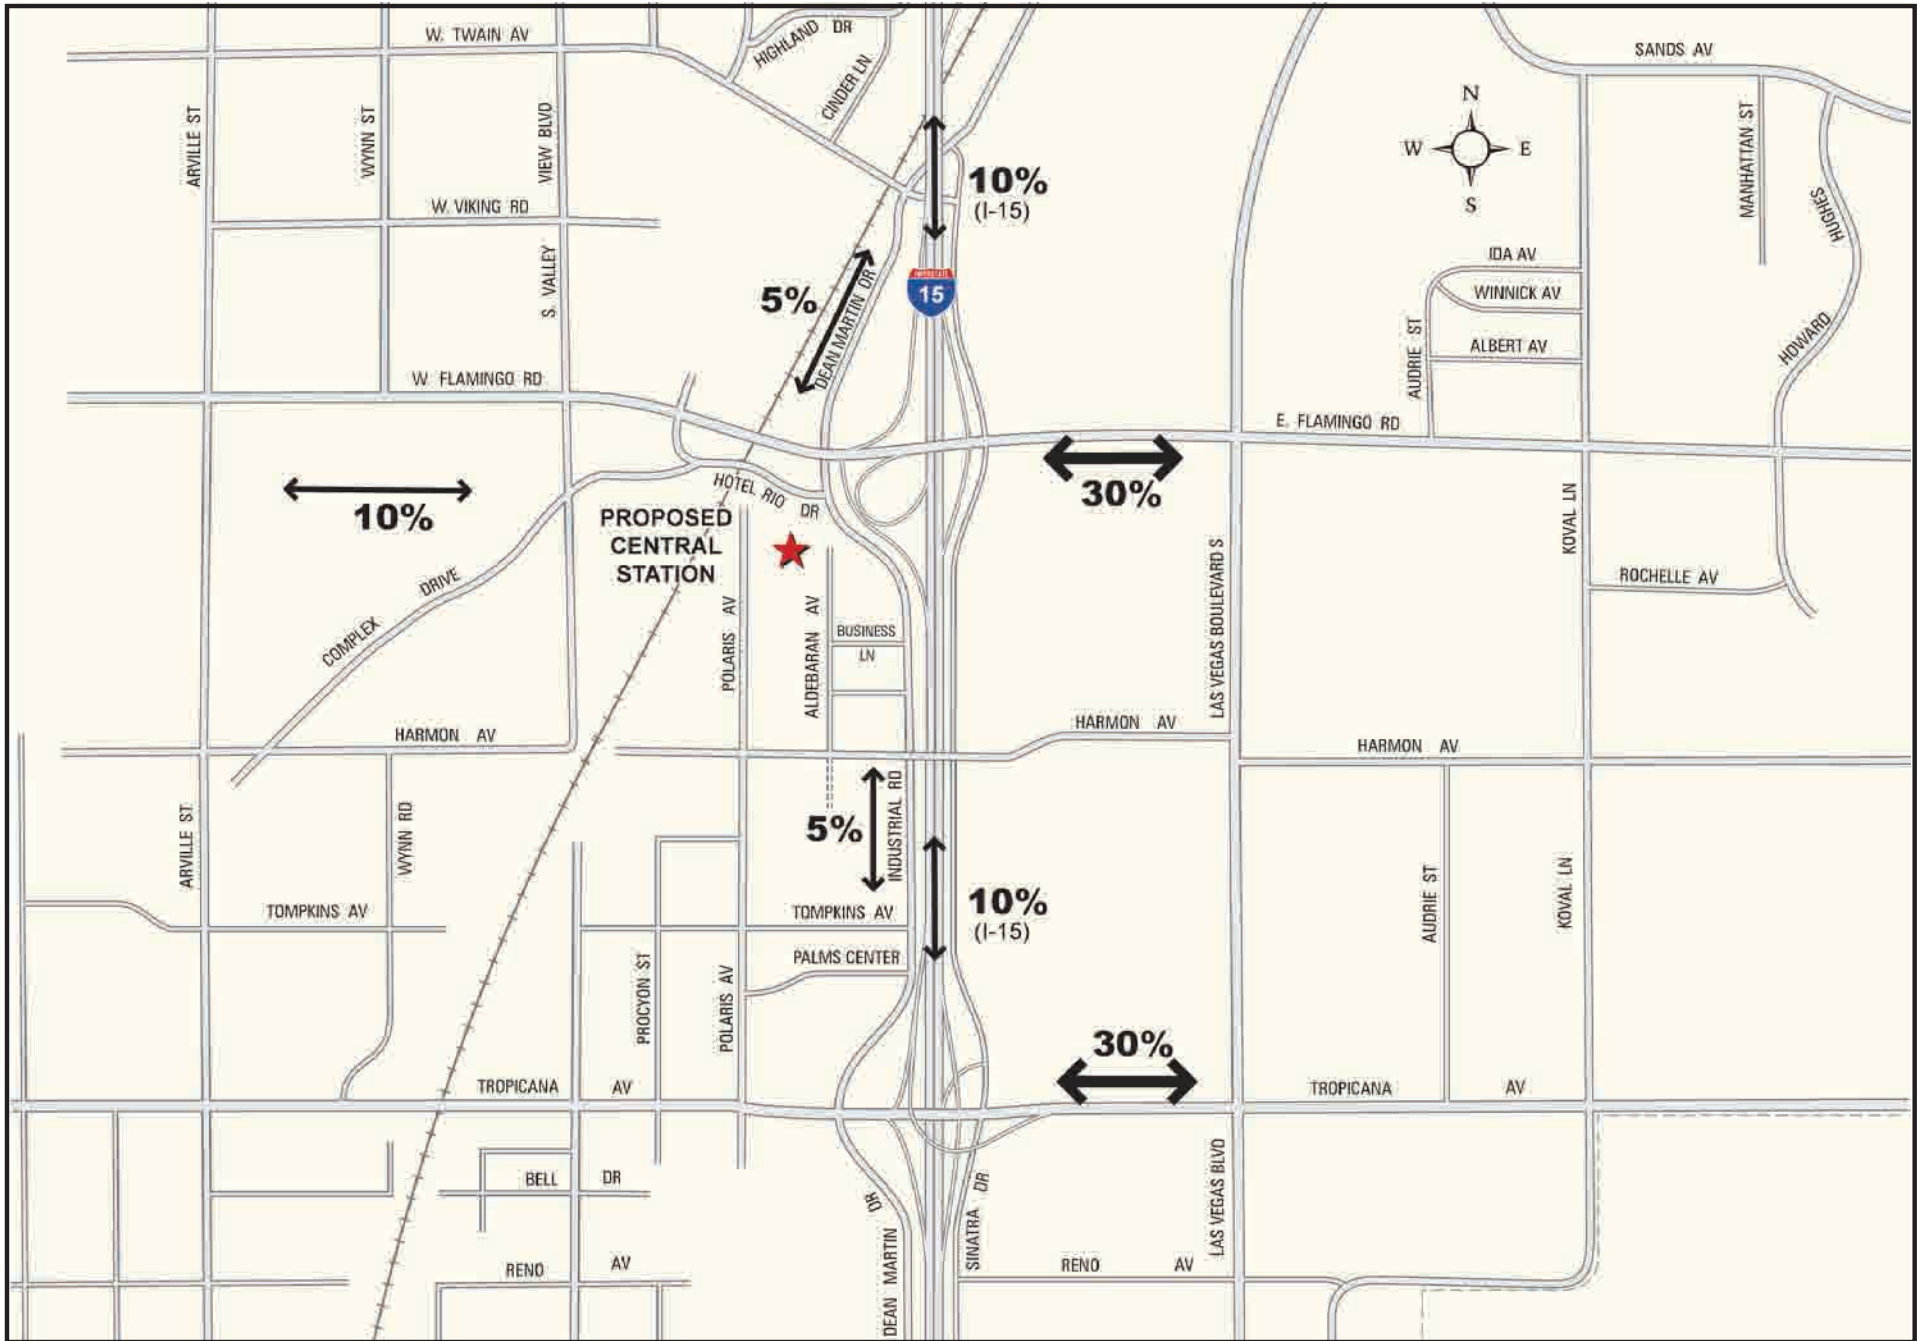 W. TWAIN AV
HIGHLAND DR
CINDER LN
SANDS AV
ARVILLE ST
WYNN ST
S. VALLEY VIEW BLVD
MANHATTAN ST
HOWARD HUGHES
N
W E
S
10%
(I-15)
W. VIKING RD
IDA AV
WINNICK AV
ALBERT AV
AUDRIE ST
INTERSTATE
15
5%
DEAN MARTIN DR
W. FLAMINGO RD
E. FLAMINGO RD
30%
10%
HOTEL RIO DR
PROPOSED
CENTRAL
STATION
COMPLEX DRIVE
POLARIS AV
ALDEBARAN AV
BUSINESS
LN
LAS VEGAS BOULEVARD S
KOVAL LN
ROCHELLE AV
HARMON AV
HARMON AV
HARMON AV
ARVILLE ST
WYNN RD
5%
INDUSTRIAL RD
10%
(I-15)
AUDRIE ST
KOVAL LN
TOMPKINS AV
TOMPKINS AV
PALMS CENTER
PROCYON ST
POLARIS AV
30%
TROPICANA AV
TROPICANA AV
BELL DR
DEAN MARTIN DR
SINATRA DR
LAS VEGAS BLVD
RENO AV
RENO AV